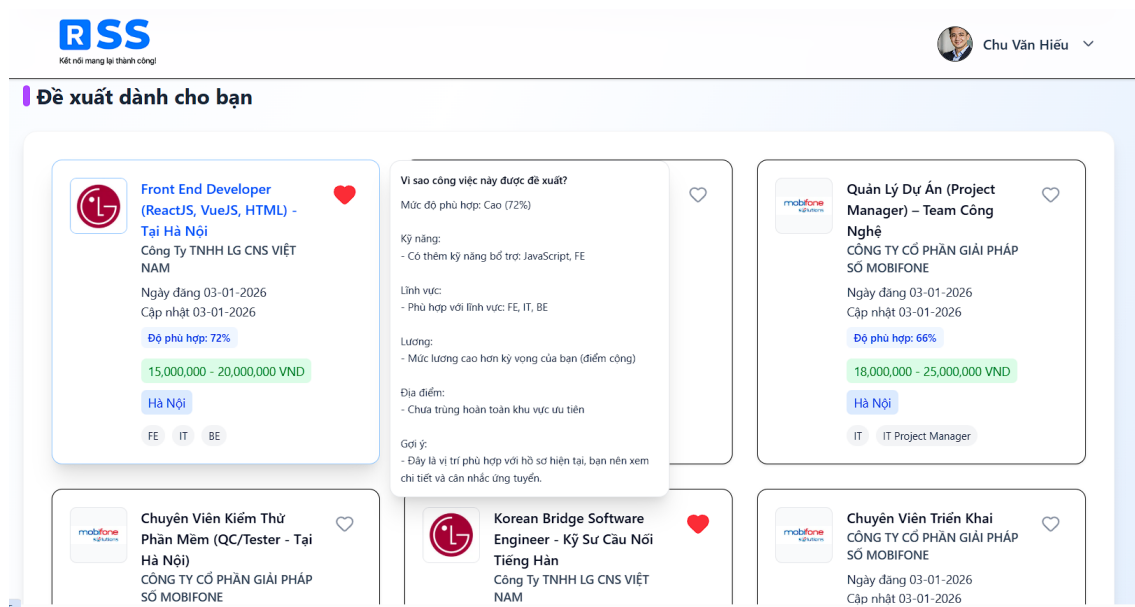 R SS
Kết nối mang lại thành công!
Chu Văn Hiếu
Đề xuất dành cho bạn
Front End Developer
(ReactJS, VueJS, HTML) -
Tại Hà Nội
Công Ty TNHH LG CNS VIỆT
NAM
Ngày đăng 03-01-2026
Cập nhật 03-01-2026
Độ phù hợp: 72%
15,000,000 - 20,000,000 VND
Hà Nội
FE IT BE
Vì sao công việc này được đề xuất?
Mức độ phù hợp: Cao (72%)
Kỹ năng:
- Có thêm kỹ năng bổ trợ: JavaScript, FE
Lĩnh vực:
- Phù hợp với lĩnh vực: FE, IT, BE
Lương:
- Mức lương cao hơn kỳ vọng của bạn (điểm cộng)
Địa điểm:
- Chưa trùng hoàn toàn khu vực ưu tiên
Gợi ý:
- Đây là vị trí phù hợp với hồ sơ hiện tại, bạn nên xem
chi tiết và cân nhắc ứng tuyển.
mobifone
solutions
Quản Lý Dự Án (Project
Manager) – Team Công
Nghệ
CÔNG TY CỔ PHẦN GIẢI PHÁP
SỐ MOBIFONE
Ngày đăng 03-01-2026
Cập nhật 03-01-2026
Độ phù hợp: 66%
18,000,000 - 25,000,000 VND
Hà Nội
IT IT Project Manager
mobifone
solutions
Chuyên Viên Kiểm Thử
Phần Mềm (QC/Tester - Tại
Hà Nội)
CÔNG TY CỔ PHẦN GIẢI PHÁP
SỐ MOBIFONE
Korean Bridge Software
Engineer - Kỹ Sư Cầu Nối
Tiếng Hàn
Công Ty TNHH LG CNS VIỆT
NAM
mobifone
solutions
Chuyên Viên Triển Khai
CÔNG TY CỔ PHẦN GIẢI PHÁP
SỐ MOBIFONE
Ngày đăng 03-01-2026
Cập nhật 03-01-2026